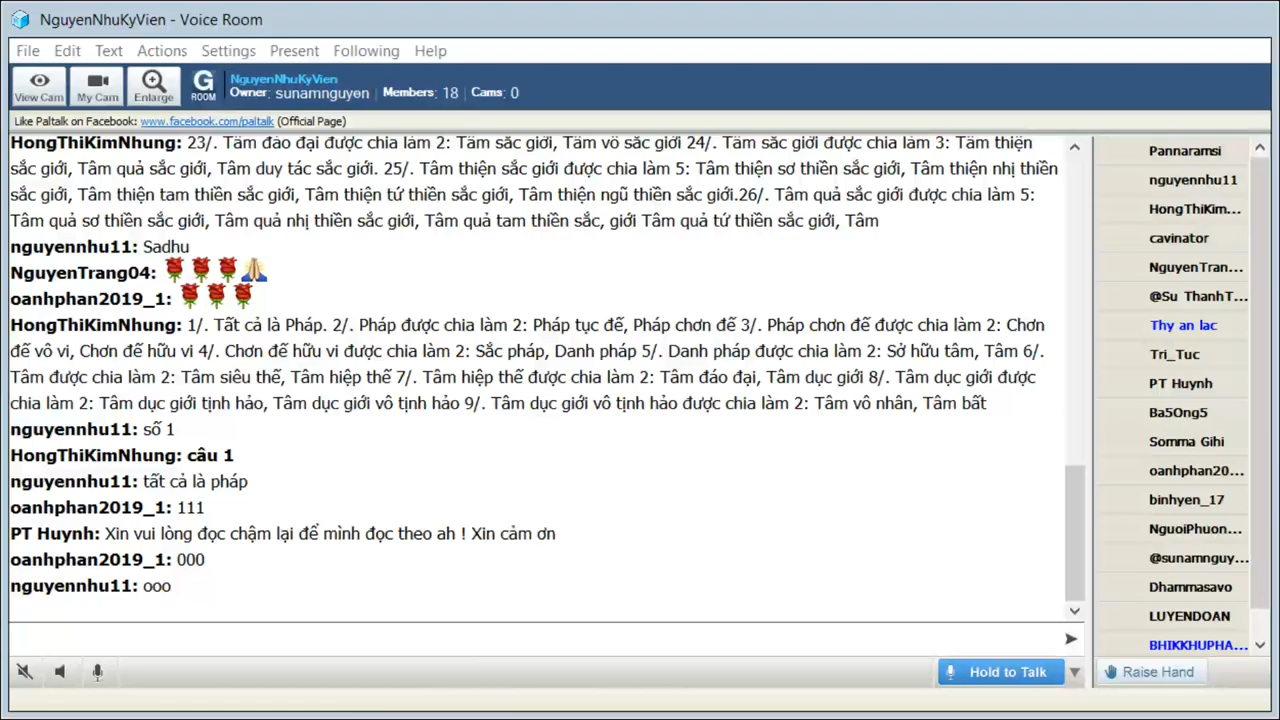 NguyenNhuKyVien - Voice Room
File Edit Text Actions Settings Present Following Help
View Cam My Cam Enlarge G ROOM
NguyenNhuKyVien
Owner: sunamnguyen Members: 18 Cams: 0
Like Paltalk on Facebook: www.facebook.com/paltalk (Official Page)
HongThiKimNhung: 23/. Tâm đáo đại được chia làm 2: Tâm sắc giới, Tâm vô sắc giới 24/. Tâm sắc giới được chia làm 3: Tâm thiện
sắc giới, Tâm quả sắc giới, Tâm duy tác sắc giới. 25/. Tâm thiện sắc giới được chia làm 5: Tâm thiện sơ thiền sắc giới, Tâm thiện nhị thiền
sắc giới, Tâm thiện tam thiền sắc giới, Tâm thiện tứ thiền sắc giới, Tâm thiện ngũ thiền sắc giới.26/. Tâm quả sắc giới được chia làm 5:
Tâm quả sơ thiền sắc giới, Tâm quả nhị thiền sắc giới, Tâm quả tam thiền sắc, giới Tâm quả tứ thiền sắc giới, Tâm
nguyennhu11: Sadhu
NguyenTrang04:
oanhphan2019_1:
HongThiKimNhung: 1/. Tất cả là Pháp. 2/. Pháp được chia làm 2: Pháp tục đế, Pháp chơn đế 3/. Pháp chơn đế được chia làm 2: Chơn
đế vô vi, Chơn đế hữu vi 4/. Chơn đế hữu vi được chia làm 2: Sắc pháp, Danh pháp 5/. Danh pháp được chia làm 2: Sở hữu tâm, Tâm 6/.
Tâm được chia làm 2: Tâm siêu thế, Tâm hiệp thế 7/. Tâm hiệp thế được chia làm 2: Tâm đáo đại, Tâm dục giới 8/. Tâm dục giới được
chia làm 2: Tâm dục giới tịnh hảo, Tâm dục giới vô tịnh hảo 9/. Tâm dục giới vô tịnh hảo được chia làm 2: Tâm vô nhân, Tâm bất
nguyennhu11: số 1
HongThiKimNhung: câu 1
nguyennhu11: tất cả là pháp
oanhphan2019_1: 111
PT Huynh: Xin vui lòng đọc chậm lại để mình đọc theo ah ! Xin cảm ơn
oanhphan2019_1: 000
nguyennhu11: ooo
Pannaramsi
nguyennhu11
HongThiKim...
cavinator
NguyenTran...
@Su ThanhT...
Thy an lac
Tri_Tuc
PT Huynh
Ba5Ong5
Somma Gihi
oanhphan20...
binhyen_17
NguoiPhuon...
@sunamnguy...
Dhammasavo
LUYENDOAN
BHIKKHUPHA...
Hold to Talk
Raise Hand